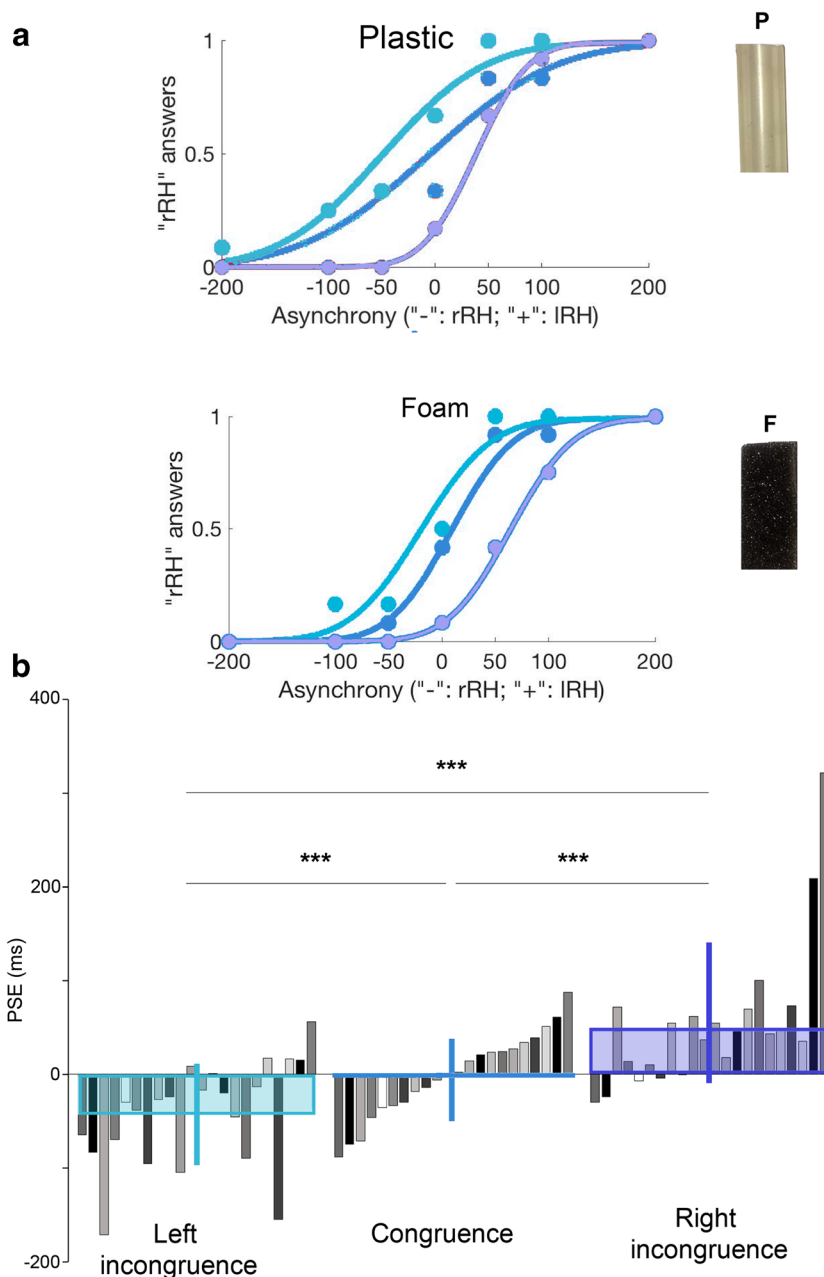 a
Plastic
P
1
0.5
0
"rRH" answers
-200
-100
-50
0
50
100
200
Asynchrony ("-": rRH; "+": lRH)
Foam
F
1
0.5
0
"rRH" answers
-200
-100
-50
0
50
100
200
Asynchrony ("-": rRH; "+": lRH)
b
400
200
0
-200
PSE (ms)
***
***
***
Left
incongruence
Congruence
Right
incongruence